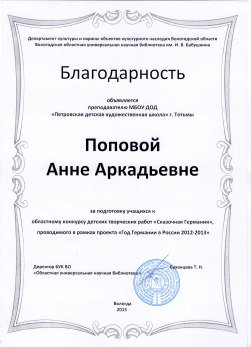 Департамент культуры и охраны объектов культурного наследия Вологодской области
Вологодская областная универсальная научная библиотека им. И. В. Бабушкина
Благодарность
объявляется
преподавателю МБОУ ДОД
«Петровская детская художественная школа» г. Тотьмы
Поповой
Анне Аркадьевне
за подготовку учащихся к
областному конкурсу детских творческих работ «Сказочная Германия»,
проводимого в рамках проекта «Год Германии в России 2012-2013»
Директор БУК ВО
«Областная универсальная научная библиотека»
Т. Н.
Вологда
2013